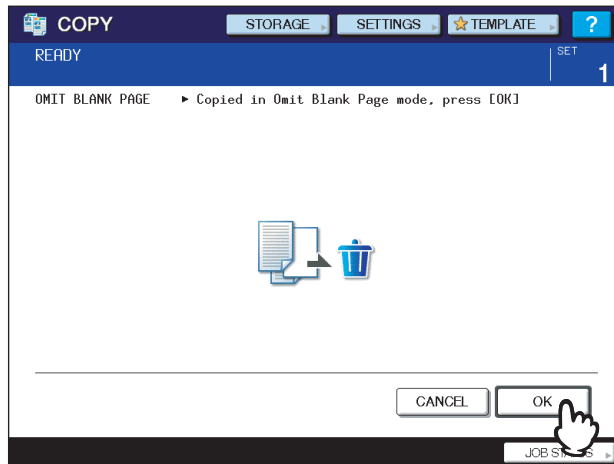 COPY
STORAGE
SETTINGS
TEMPLATE
?
READY
SET
1
OMIT BLANK PAGE ► Copied in Omit Blank Page mode, press [OK]
CANCEL
OK
JOB